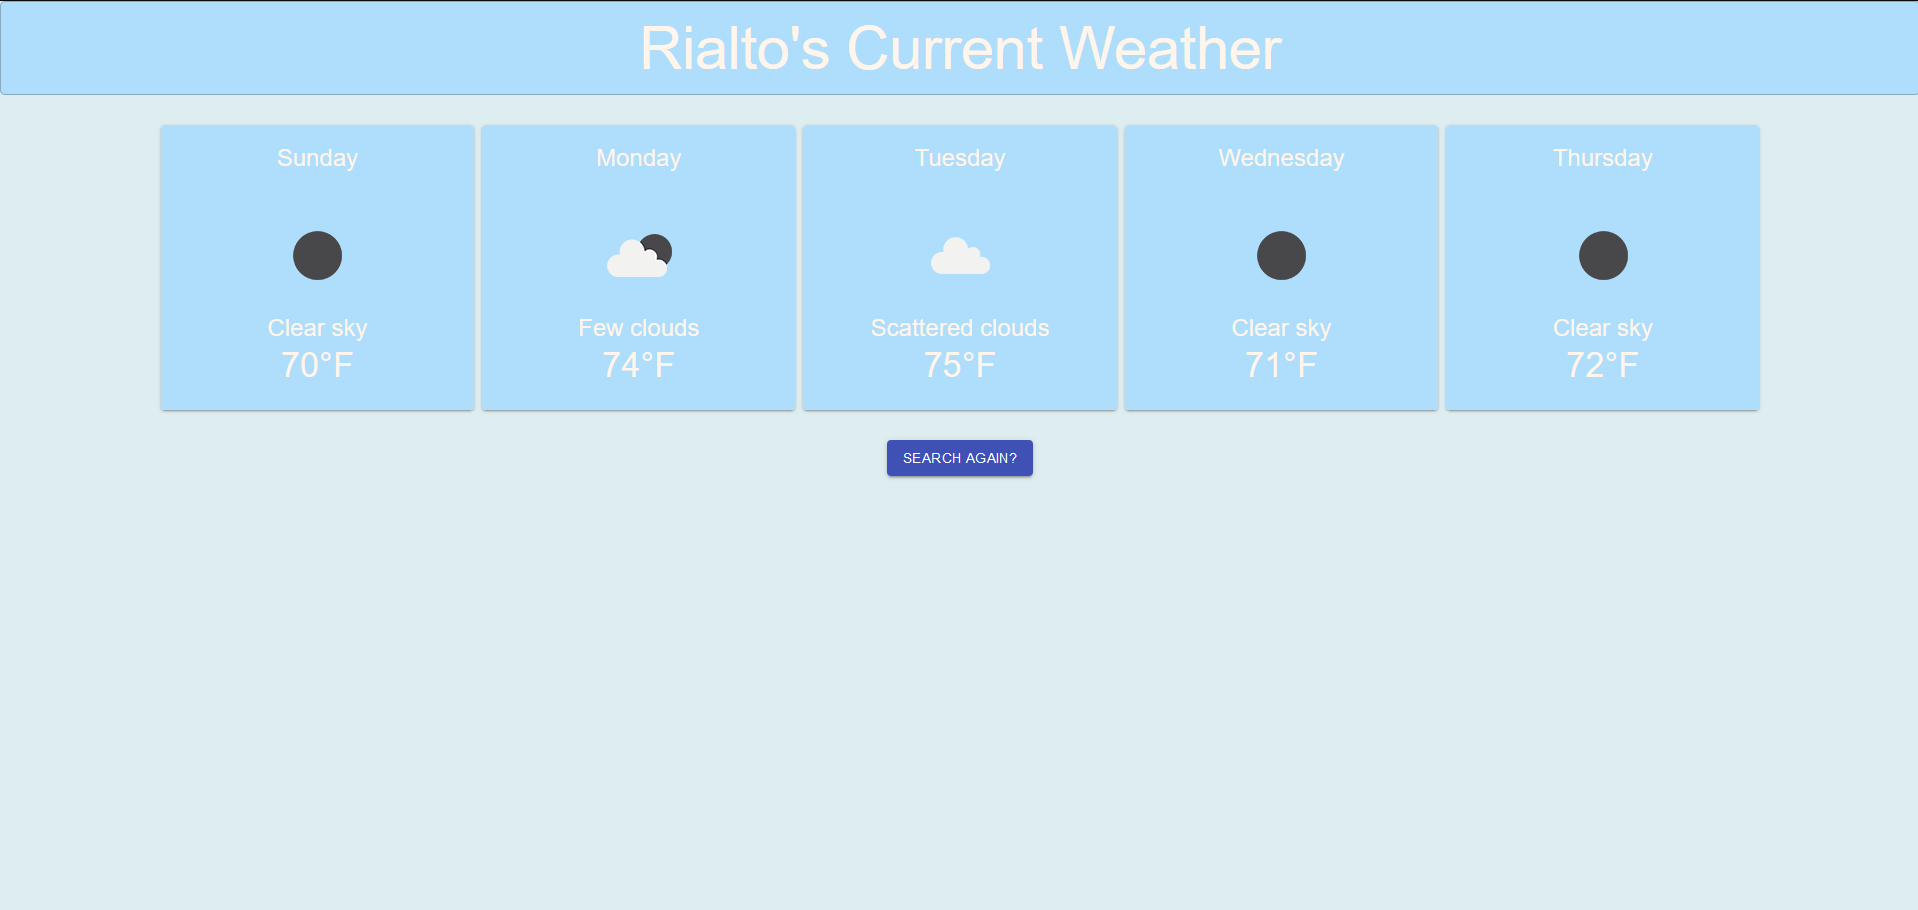 Rialto's Current Weather
Sunday
Clear sky
70°F
Monday
Few clouds
74°F
Tuesday
Scattered clouds
75°F
Wednesday
Clear sky
71°F
Thursday
Clear sky
72°F
SEARCH AGAIN?